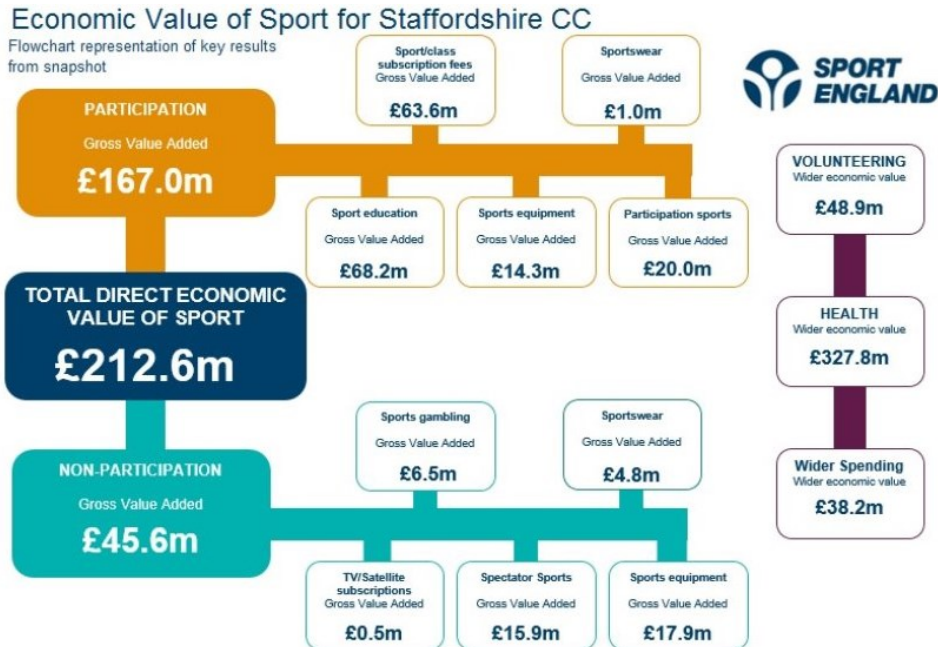 Economic Value of Sport for Staffordshire CC
Flowchart representation of key results
from snapshot
SPORT
ENGLAND
PARTICIPATION
Gross Value Added
£167.0m
Sport/class
subscription fees
Gross Value Added
£63.6m
Sportswear
Gross Value Added
£1.0m
Sport education
Gross Value Added
£68.2m
Sports equipment
Gross Value Added
£14.3m
Participation sports
Gross Value Added
£20.0m
TOTAL DIRECT ECONOMIC
VALUE OF SPORT
£212.6m
NON-PARTICIPATION
Gross Value Added
£45.6m
Sports gambling
Gross Value Added
£6.5m
Sportswear
Gross Value Added
£4.8m
TV/Satellite
subscriptions
Gross Value Added
£0.5m
Spectator Sports
Gross Value Added
£15.9m
Sports equipment
Gross Value Added
£17.9m
VOLUNTEERING
Wider economic value
£48.9m
HEALTH
Wider economic value
£327.8m
Wider Spending
Wider economic value
£38.2m